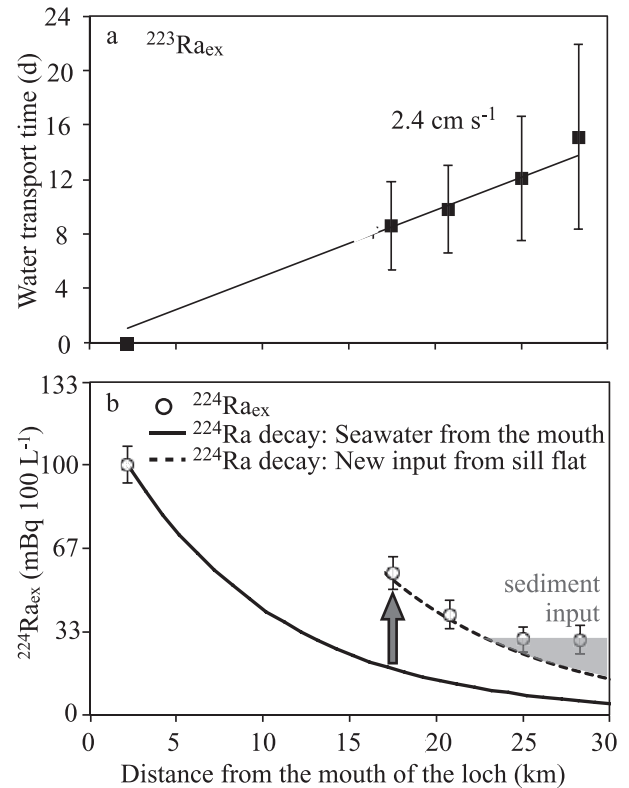 a ²²³Raₑₓ
2.4 cm s⁻¹
Water transport time (d)
24
20
16
12
8
4
0
b
²²⁴Raₑₓ
²²⁴Ra decay: Seawater from the mouth
²²⁴Ra decay: New input from sill flat
sediment
input
²²⁴Raₑₓ (mBq 100 L⁻¹)
133
100
67
33
0
0 5 10 15 20 25 30
Distance from the mouth of the loch (km)